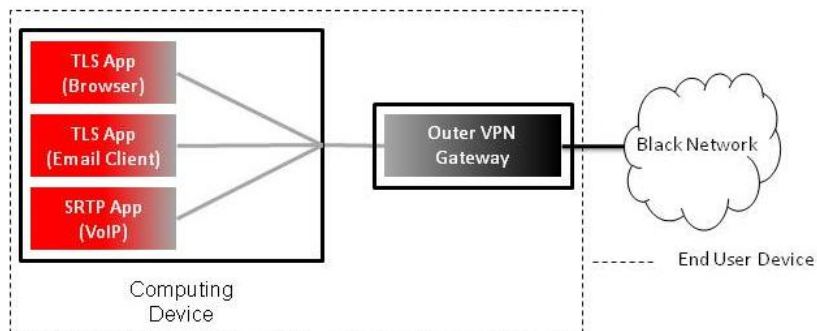 TLS App
(Browser)
TLS App
(Email Client)
SRTP App
(VoIP)
Computing
Device
Outer VPN
Gateway
Black Network
End User Device